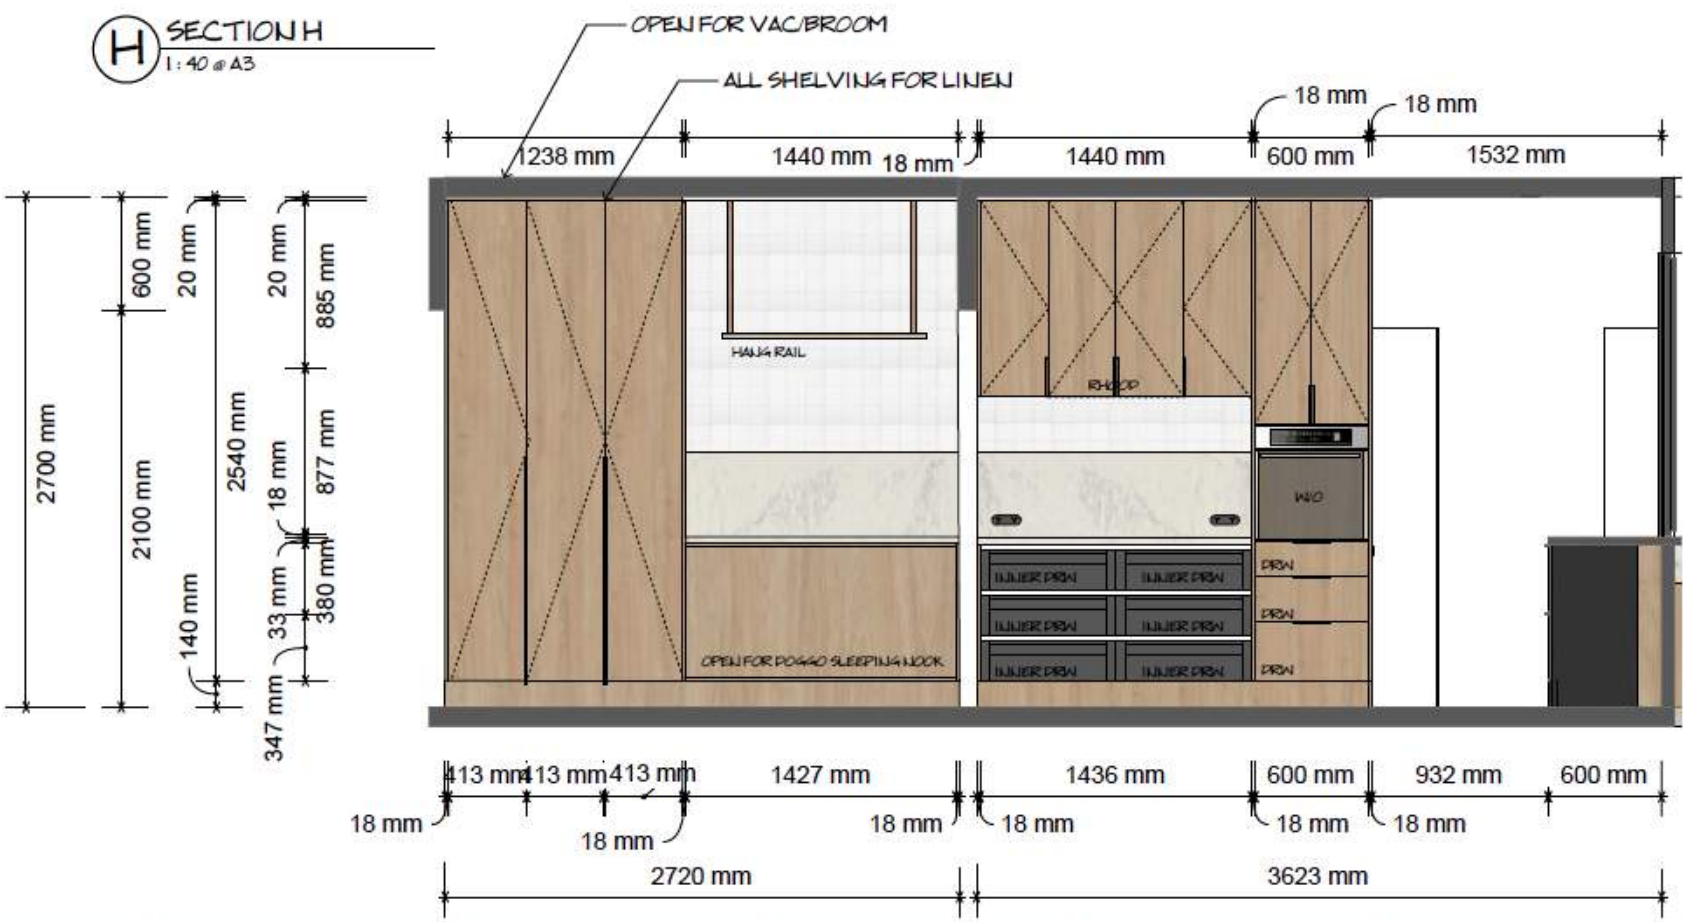 H SECTION H
1 : 40 @ A3
OPEN FOR VAC/BROOM
ALL SHELVING FOR LINEN
18 mm
18 mm
1238 mm
1440 mm
18 mm
1440 mm
600 mm
1532 mm
600 mm
20 mm
20 mm
885 mm
2700 mm
2100 mm
2540 mm
18 mm
877 mm
140 mm
33 mm
380 mm
347 mm
HANG RAIL
RHOOD
W/O
INNER DRW
INNER DRW
DRW
INNER DRW
INNER DRW
DRW
OPEN FOR DOGGO SLEEPING NOOK
INNER DRW
INNER DRW
DRW
413 mm
413 mm
413 mm
1427 mm
1436 mm
600 mm
932 mm
600 mm
18 mm
18 mm
18 mm
18 mm
18 mm
18 mm
2720 mm
3623 mm